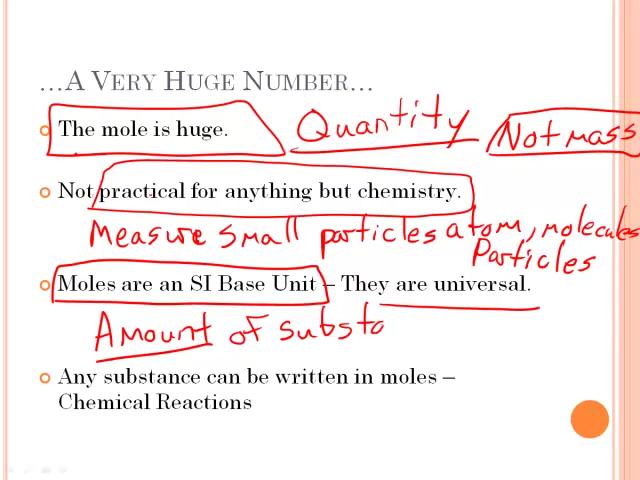 ...A VERY HUGE NUMBER...
The mole is huge. Quantity Not mass
Not practical for anything but chemistry.
Measure small particles atom, molecules
Particles
Moles are an SI Base Unit – They are universal.
Amount of substa
Any substance can be written in moles –
Chemical Reactions